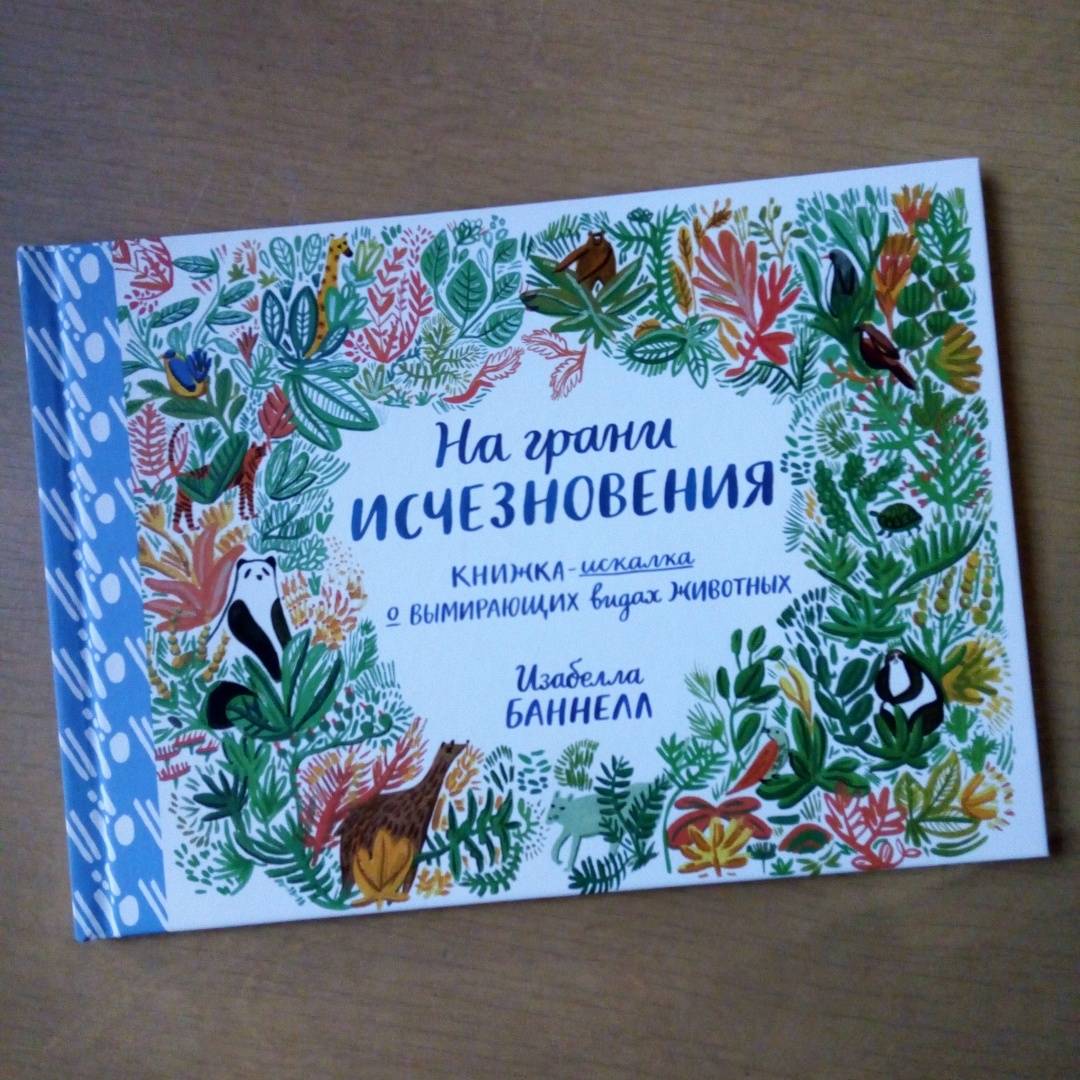 На грани
ИСЧЕЗНОВЕНИЯ
КНИЖКА-искалка
о ВЫМИРАЮЩИХ видах ЖИВОТНЫХ
Изабелла
БАННЕЛЛ